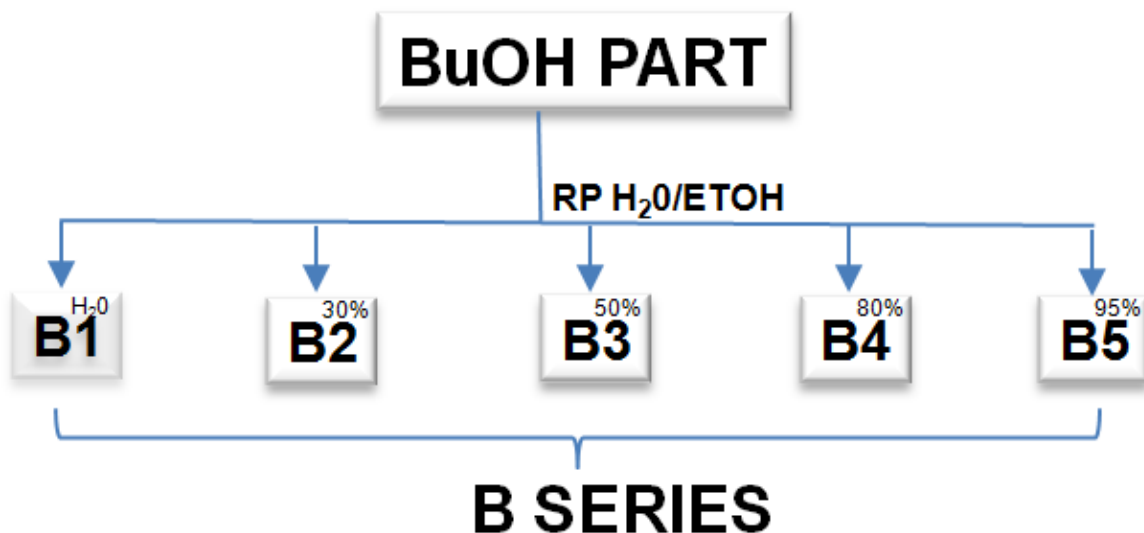 BuOH PART
RP H₂0/ETOH
H₂0
B1
30%
B2
50%
B3
80%
B4
95%
B5
B SERIES